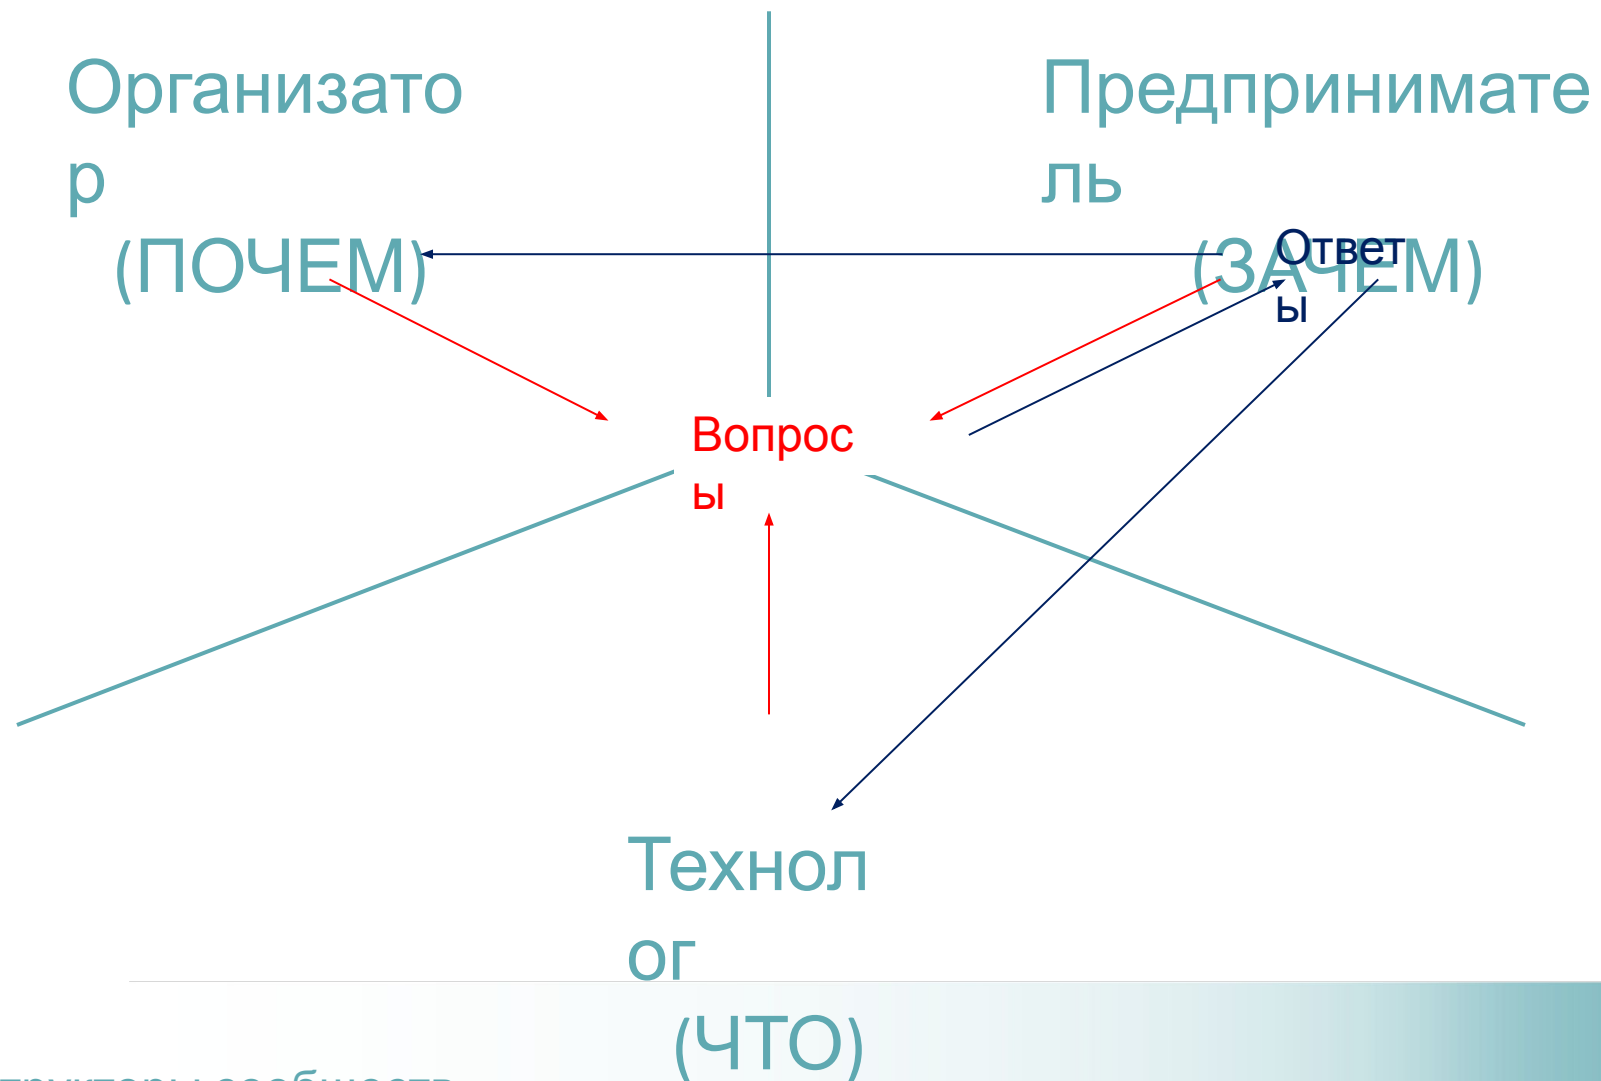 Организато
р
(ПОЧЕМ)
Предпринимате
ль
(ЗАЧЕМ)
Ответ
ы
Вопрос
ы
Технол
ог
(ЧТО)